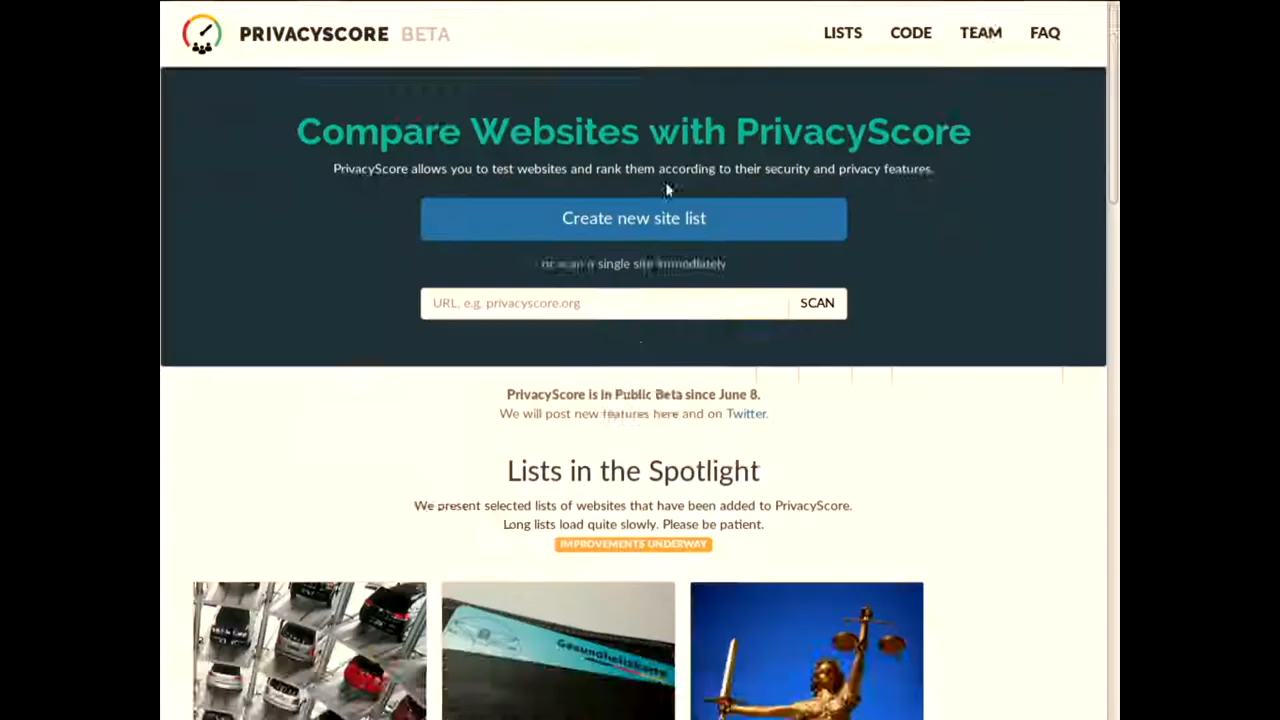 PRIVACYSCORE BETA
LISTS CODE TEAM FAQ
Compare Websites with PrivacyScore
PrivacyScore allows you to test websites and rank them according to their security and privacy features.
Create new site list
or scan a single site immediately
URL, e.g. privacyscore.org
SCAN
PrivacyScore is in Public Beta since June 8.
We will post new features here and on Twitter.
Lists in the Spotlight
We present selected lists of websites that have been added to PrivacyScore.
Long lists load quite slowly. Please be patient.
IMPROVEMENTS UNDERWAY
Gesundheitskarte